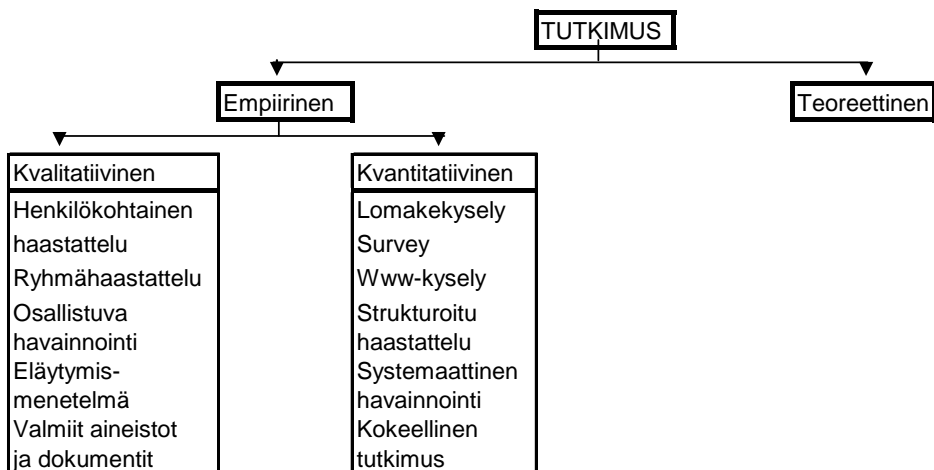 TUTKIMUS
Empiirinen
Teoreettinen
Kvalitatiivinen
Henkilökohtainen
haastattelu
Ryhmähaastattelu
Osallistuva
havainnointi
Eläytymis-
menetelmä
Valmiit aineistot
ja dokumentit
Kvantitatiivinen
Lomakekysely
Survey
Www-kysely
Strukturoitu
haastattelu
Systemaattinen
havainnointi
Kokeellinen
tutkimus